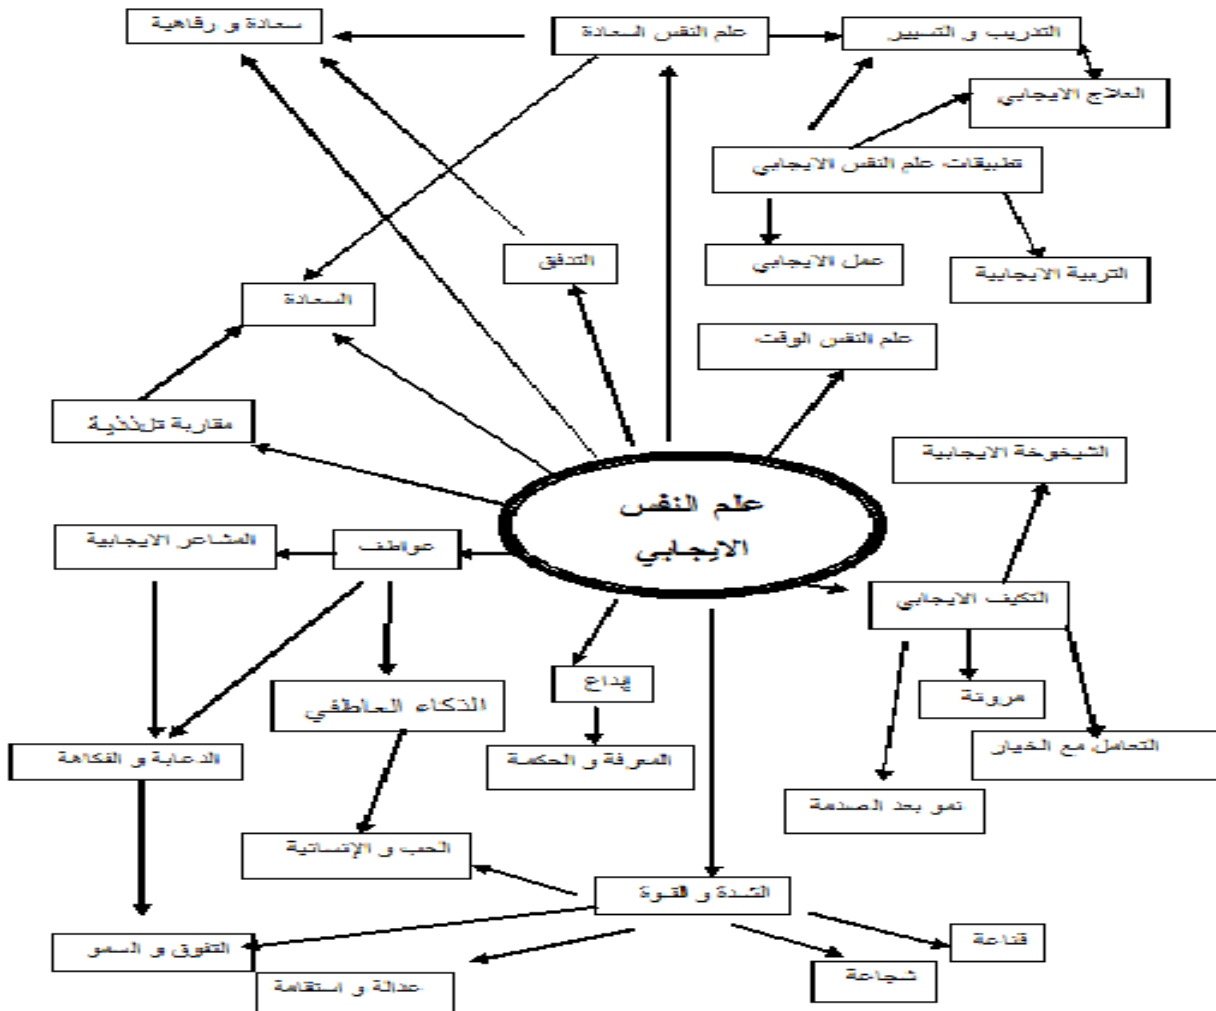 سعادة و رفاهية
علم النفس السعادة
التدريب و التسيير
العلاج الايجابي
تطبيقات علم النفس الايجابي
التدفق
عمل الايجابي
التربية الايجابية
السعادة
علم النفس الوقت
مقاربة تلذذية
الشيخوخة الايجابية
علم النفس
الايجابي
المشاعر الايجابية
عواطف
التكيف الايجابي
إبداع
مرونة
الذكاء العاطفي
التعامل مع الخيار
الدعابة و الفكاهة
المعرفة و الحكمة
نمو بعد الصدمة
الحب و الإنسانية
الشدة و القوة
قناعة
التفوق و السمو
شجاعة
عدالة و استقامة